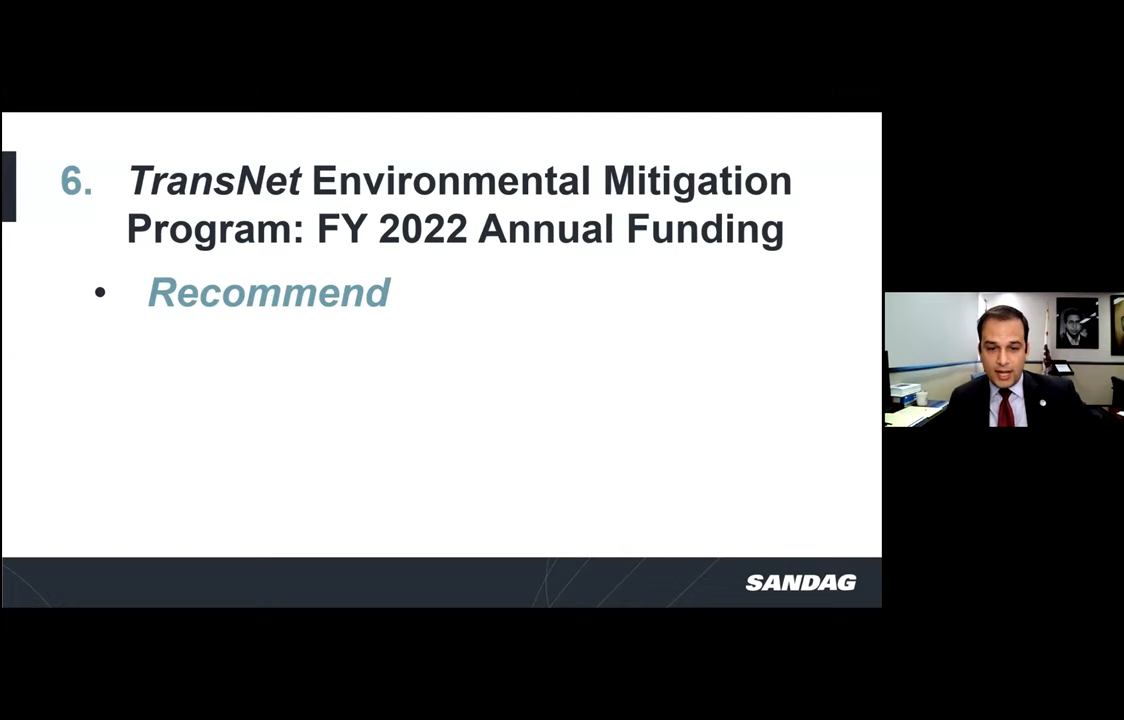 6. TransNet Environmental Mitigation
Program: FY 2022 Annual Funding
• Recommend
SANDAG